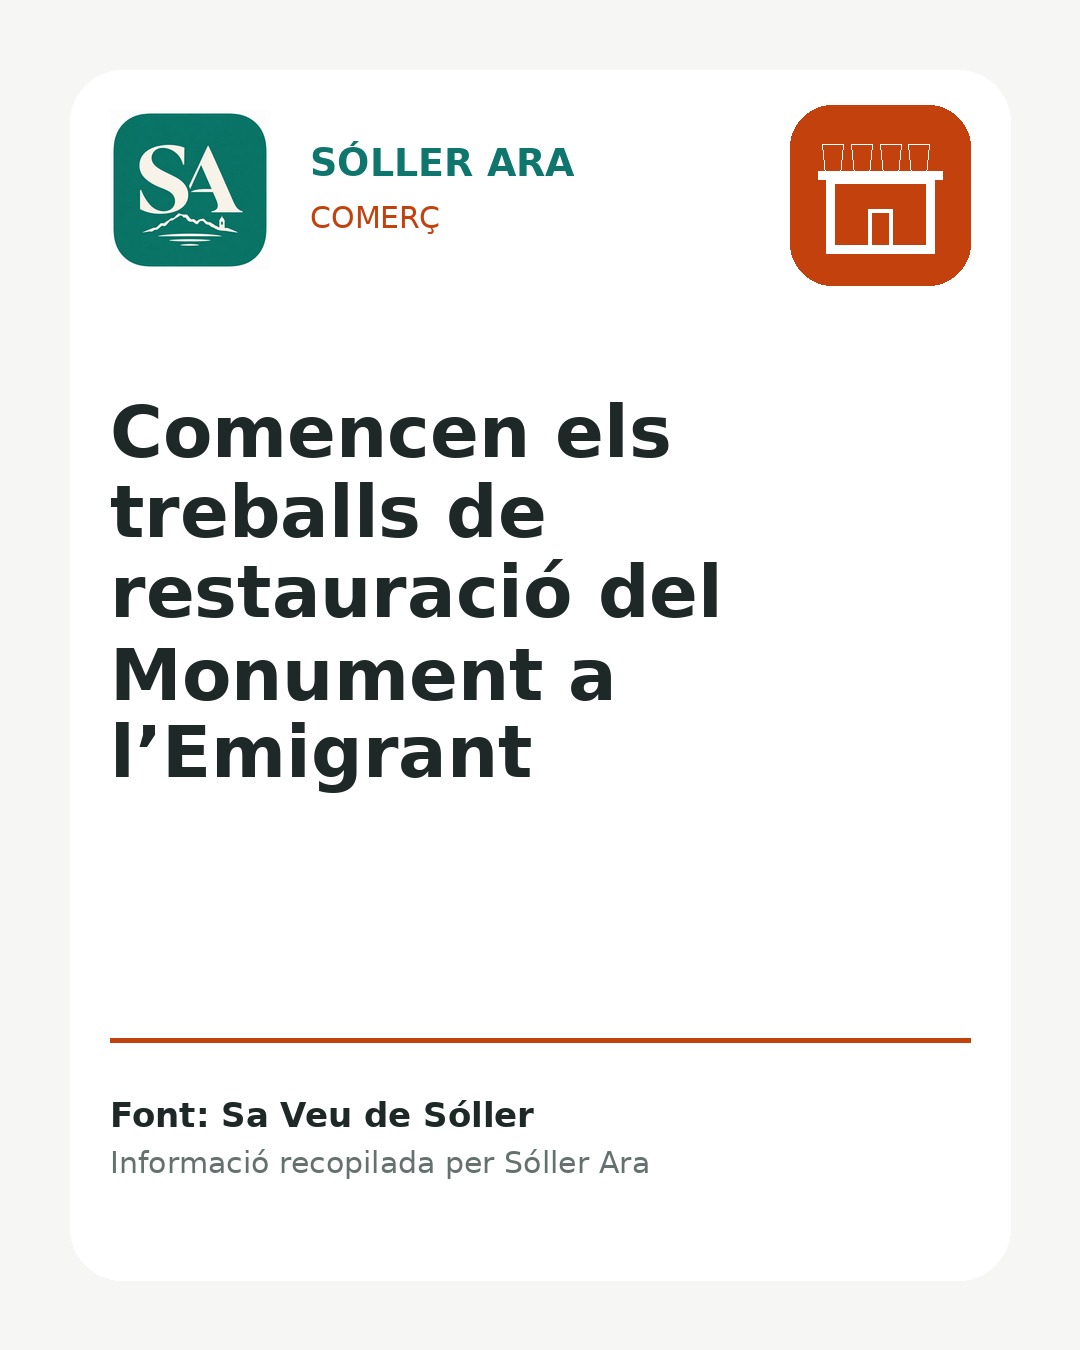 SA
SÓLLER ARA
COMERÇ
Comencen els
treballs de
restauració del
Monument a
l’Emigrant
Font: Sa Veu de Sóller
Informació recopilada per Sóller Ara